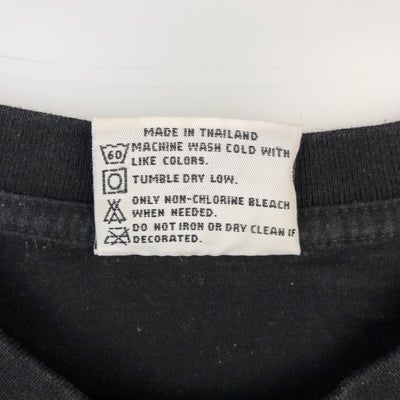 MADE IN THAILAND
60 MACHINE WASH COLD WITH
LIKE COLORS.
TUMBLE DRY LOW.
ONLY NON-CHLORINE BLEACH
WHEN NEEDED.
DO NOT IRON OR DRY CLEAN IF
DECORATED.